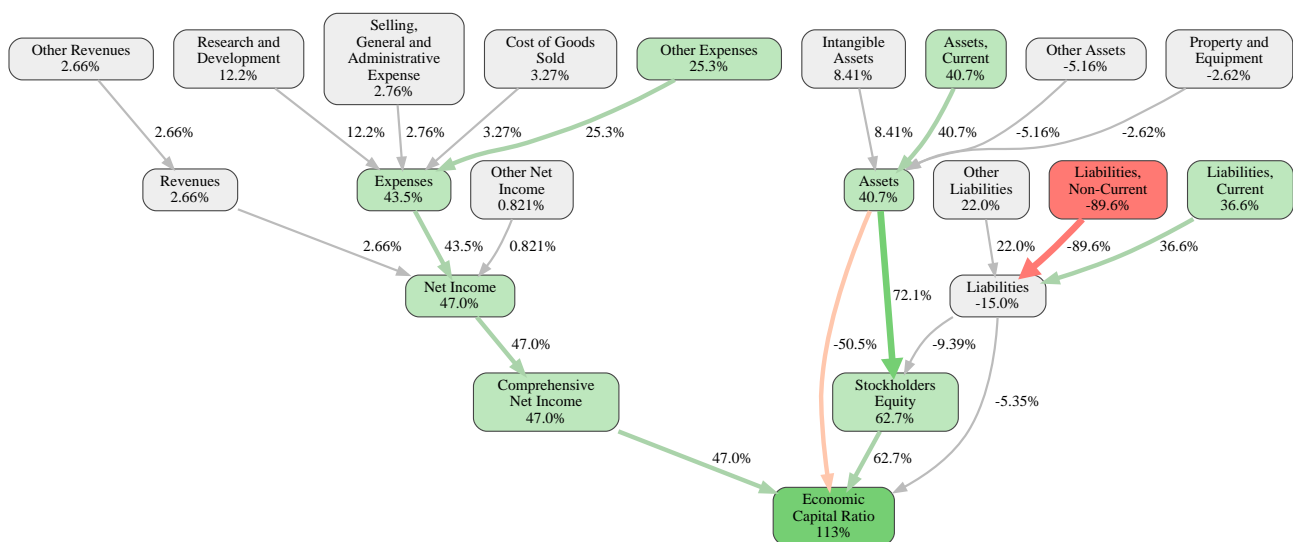 Other Revenues
2.66%
Research and
Development
12.2%
Selling,
General and
Administrative
Expense
2.76%
Cost of Goods
Sold
3.27%
Other Expenses
25.3%
Intangible
Assets
8.41%
Assets,
Current
40.7%
Other Assets
-5.16%
Property and
Equipment
-2.62%
2.66%
12.2%
2.76%
3.27%
25.3%
8.41%
40.7%
-5.16%
-2.62%
Revenues
2.66%
Expenses
43.5%
Other Net
Income
0.821%
Assets
40.7%
Other
Liabilities
22.0%
Liabilities,
Non-Current
-89.6%
Liabilities,
Current
36.6%
2.66%
43.5%
0.821%
22.0%
-89.6%
36.6%
Net Income
47.0%
72.1%
Liabilities
-15.0%
47.0%
-50.5%
-9.39%
Comprehensive
Net Income
47.0%
Stockholders
Equity
62.7%
-5.35%
47.0%
62.7%
Economic
Capital Ratio
113%